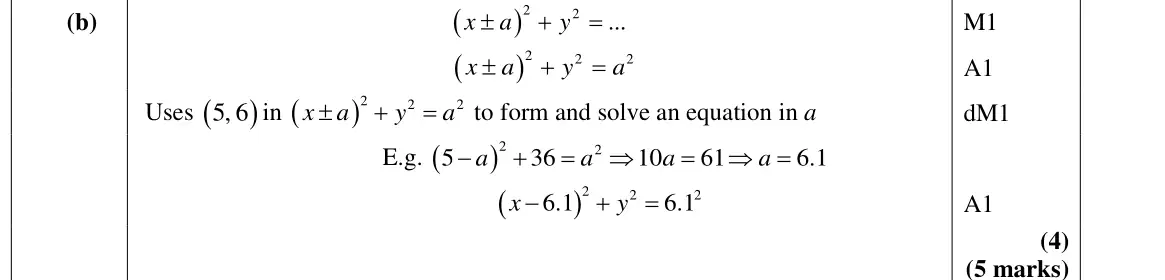 (b) (x ± a)² + y² = ... M1
(x ± a)² + y² = a² A1
Uses (5, 6) in (x ± a)² + y² = a² to form and solve an equation in a dM1
E.g. (5 − a)² + 36 = a² ⇒ 10a = 61 ⇒ a = 6.1
(x − 6.1)² + y² = 6.1² A1
(4)
(5 marks)